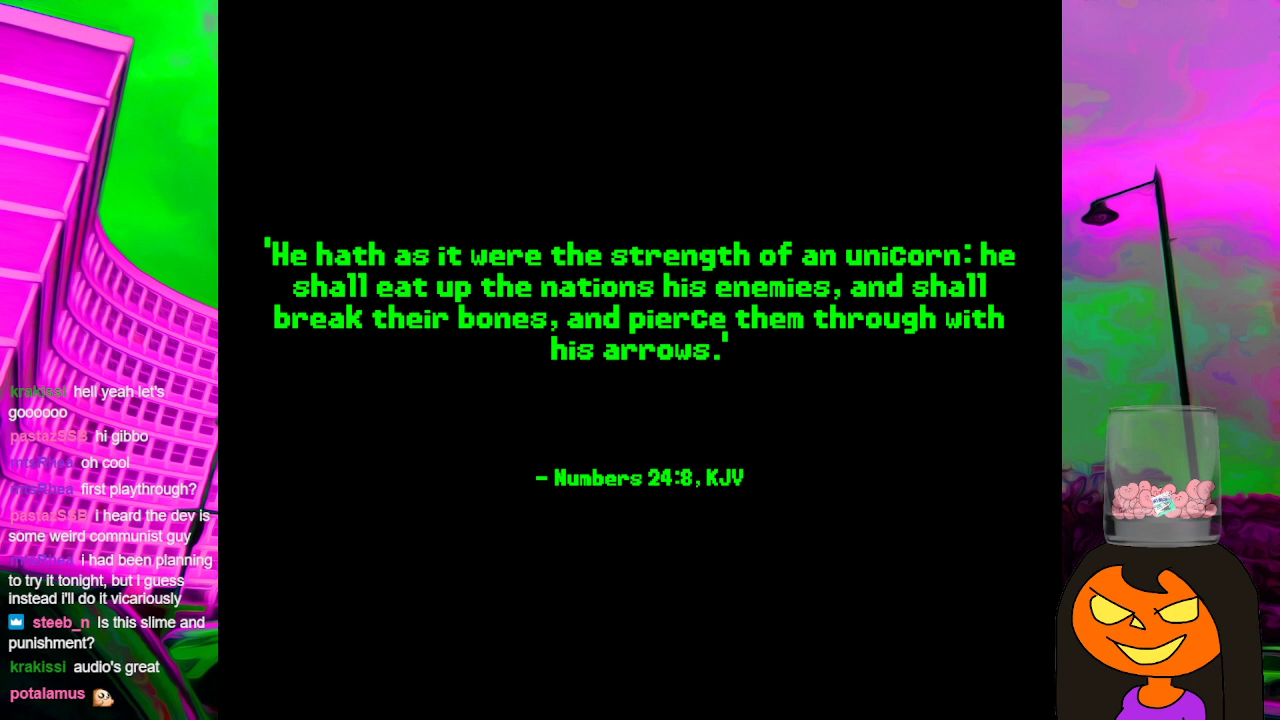 'He hath as it were the strength of an unicorn: he
shall eat up the nations his enemies, and shall
break their bones, and pierce them through with
his arrows.'
- Numbers 24:8, KJV
krakissi hell yeah let's
goooooo
pastazSSB hi gibbo
oh cool
first playthrough?
pastazSSB i heard the dev is
some weird communist guy
i had been planning
to try it tonight, but i guess
instead i'll do it vicariously
steeb_n Is this slime and
punishment?
krakissi audio's great
potalamus